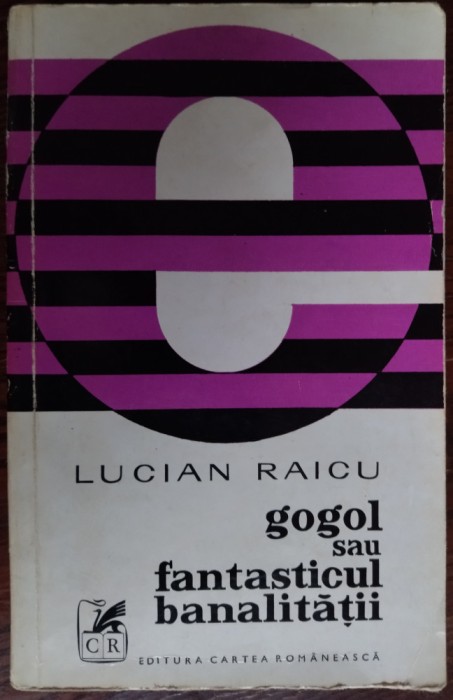 e
LUCIAN RAICU
gogol
sau
fantasticul
banalității
CR
EDITURA CARTEA ROMÂNEASCĂ